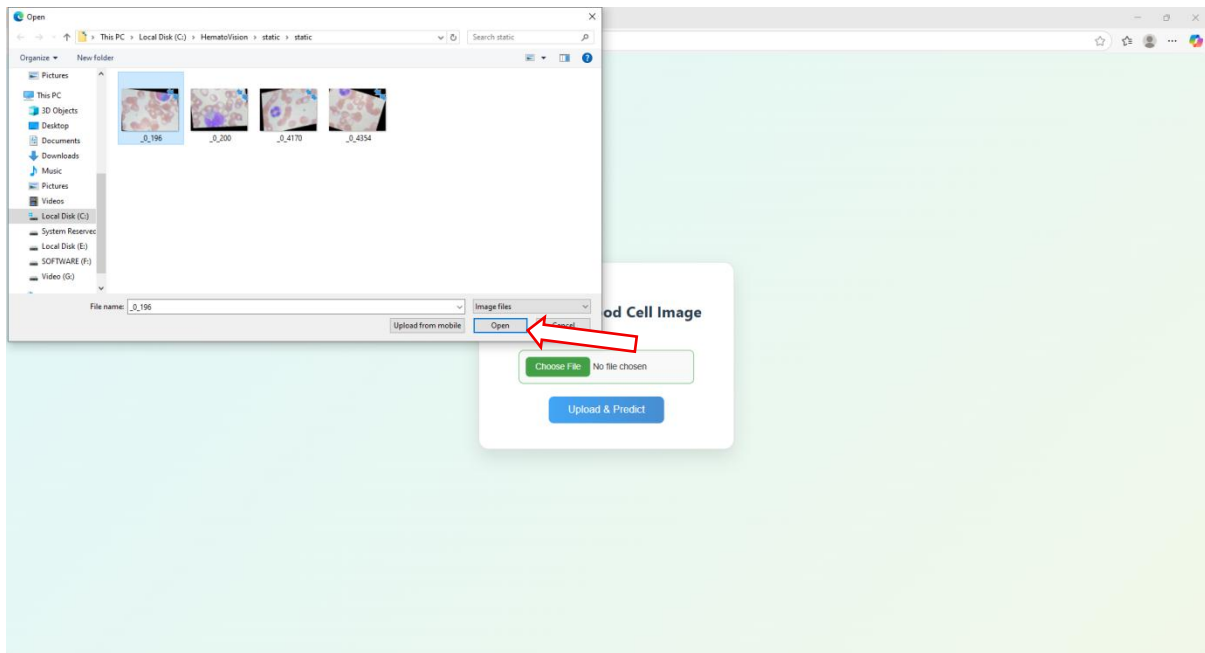 Open
This PC > Local Disk (C:) > HematoVision > static > static
Search static
Organize
New folder
Pictures
This PC
3D Objects
Desktop
Documents
Downloads
Music
Pictures
Videos
Local Disk (C:)
System Reserved
Local Disk (E:)
SOFTWARE (F:)
Video (G:)
_0_196
_0_200
_0_4170
_0_4354
File name: _0_196
Image files
Upload from mobile
Open
Cancel
od Cell Image
Choose File No file chosen
Upload & Predict